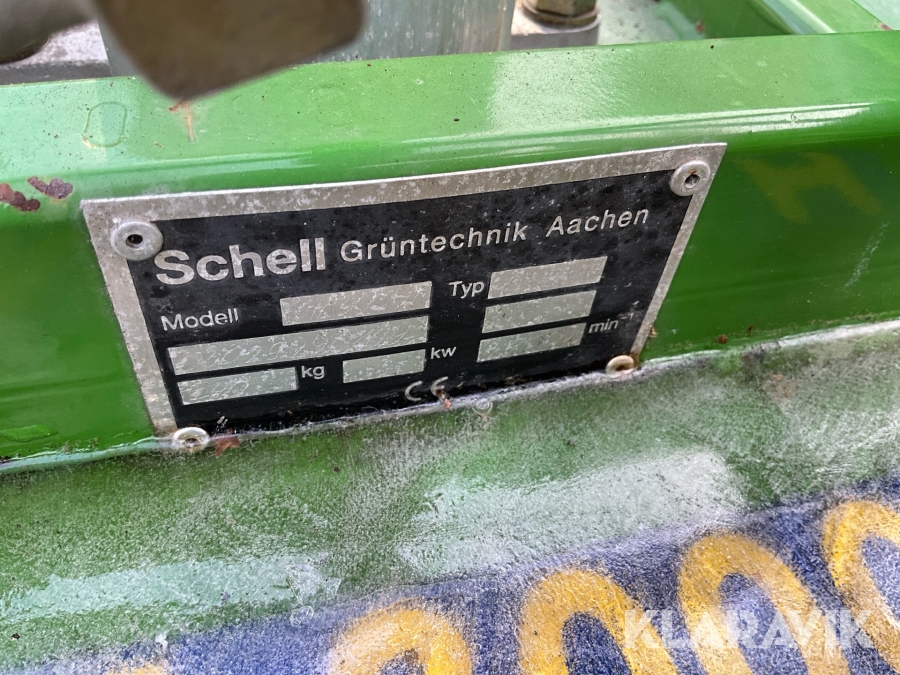 Schell Grüntechnik Aachen
Modell Typ
kg kw min⁻¹
CE
KLARAVIK